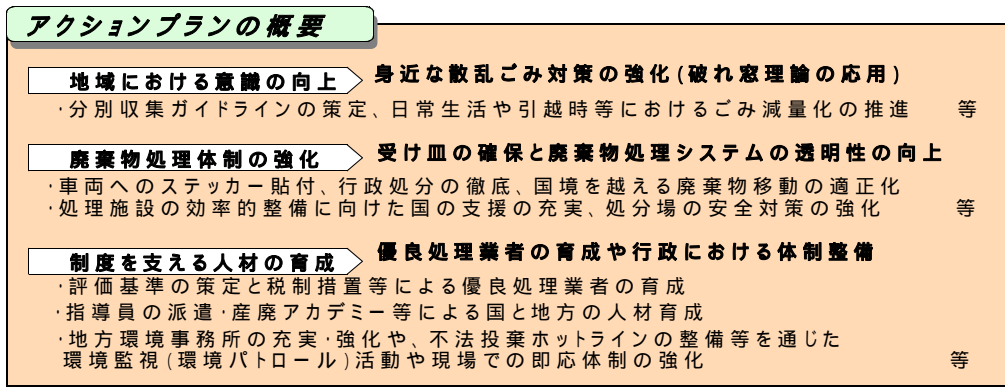 アクションプランの概要
地域における意識の向上 身近な散乱ごみ対策の強化(破れ窓理論の応用)
・分別収集ガイドラインの策定、日常生活や引越時等におけるごみ減量化の推進 等
廃棄物処理体制の強化 受け皿の確保と廃棄物処理システムの透明性の向上
・車両へのステッカー貼付、行政処分の徹底、国境を越える廃棄物移動の適正化
・処理施設の効率的整備に向けた国の支援の充実、処分場の安全対策の強化 等
制度を支える人材の育成 優良処理業者の育成や行政における体制整備
・評価基準の策定と税制措置等による優良処理業者の育成
・指導員の派遣・産廃アカデミー等による国と地方の人材育成
・地方環境事務所の充実・強化や、不法投棄ホットラインの整備等を通じた
環境監視(環境パトロール)活動や現場での即応体制の強化 等